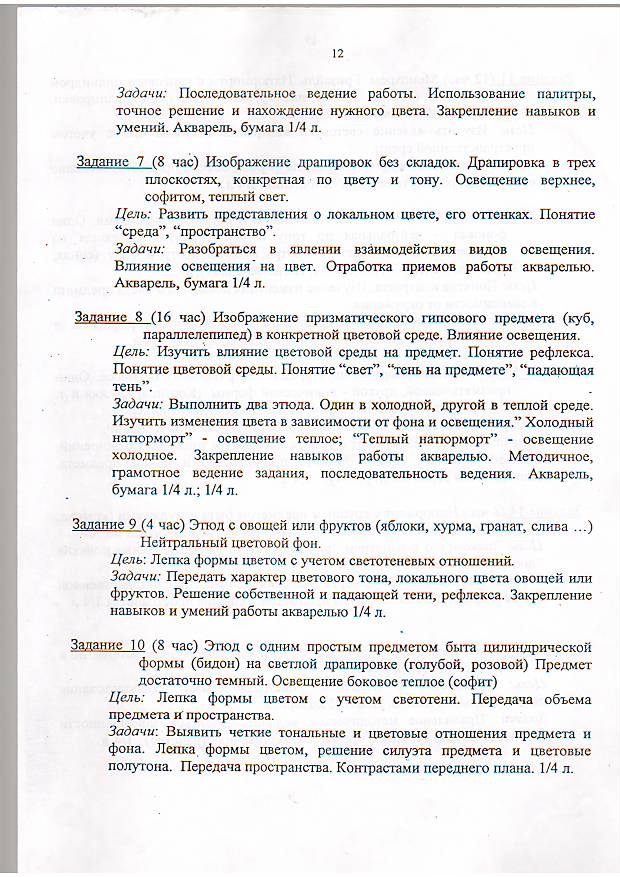 12
Задачи: Последовательное ведение работы. Использование палитры,
точное решение и нахождение нужного цвета. Закрепление навыков и
умений. Акварель, бумага 1/4 л.
Задание 7 (8 час) Изображение драпировок без складок. Драпировка в трех
плоскостях, конкретная по цвету и тону. Освещение верхнее,
софитом, теплый свет.
Цель: Развить представления о локальном цвете, его оттенках. Понятие
“среда”, “пространство”.
Задачи: Разобраться в явлении взаимодействия видов освещения.
Влияние освещения на цвет. Отработка приемов работы акварелью.
Акварель, бумага 1/4 л.
Задание 8 (16 час) Изображение призматического гипсового предмета (куб,
параллелепипед) в конкретной цветовой среде. Влияние освещения.
Цель: Изучить влияние цветовой среды на предмет. Понятие рефлекса.
Понятие цветовой среды. Понятие “свет”, “тень на предмете”, “падающая
тень”.
Задачи: Выполнить два этюда. Один в холодной, другой в теплой среде.
Изучить изменения цвета в зависимости от фона и освещения.” Холодный
натюрморт” - освещение теплое; “Теплый натюрморт” - освещение
холодное. Закрепление навыков работы акварелью. Методичное,
грамотное ведение задания, последовательность ведения. Акварель,
бумага 1/4 л.; 1/4 л.
Задание 9 (4 час) Этюд с овощей или фруктов (яблоки, хурма, гранат, слива …)
Нейтральный цветовой фон.
Цель: Лепка формы цветом с учетом светотеневых отношений.
Задачи: Передать характер цветового тона, локального цвета овощей или
фруктов. Решение собственной и падающей тени, рефлекса. Закрепление
навыков и умений работы акварелью 1/4 л.
Задание 10 (8 час) Этюд с одним простым предметом быта цилиндрической
формы (бидон) на светлой драпировке (голубой, розовой) Предмет
достаточно темный. Освещение боковое теплое (софит)
Цель: Лепка формы цветом с учетом светотени. Передача объема
предмета и пространства.
Задачи: Выявить четкие тональные и цветовые отношения предмета и
фона. Лепка формы цветом, решение силуэта предмета и цветовые
полутона. Передача пространства. Контрастами переднего плана. 1/4 л.